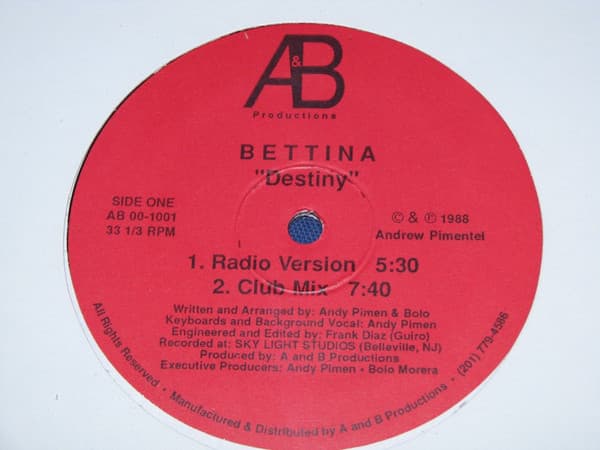 A&B
Productions
BETTINA
"Destiny"
SIDE ONE
AB 00-1001
33 1/3 RPM
© & ℗ 1988
Andrew Pimentel
1. Radio Version 5:30
2. Club Mix 7:40
Written and Arranged by: Andy Pimen & Bolo
Keyboards and Background Vocal: Andy Pimen
Engineered and Edited by: Frank Diaz (Guiro)
Recorded at: SKY LIGHT STUDIOS (Belleville, NJ)
Produced by: A and B Productions
Executive Producers: Andy Pimen - Bolo Morera
All Rights Reserved • Manufactured & Distributed by A and B Productions • (201) 779-4586